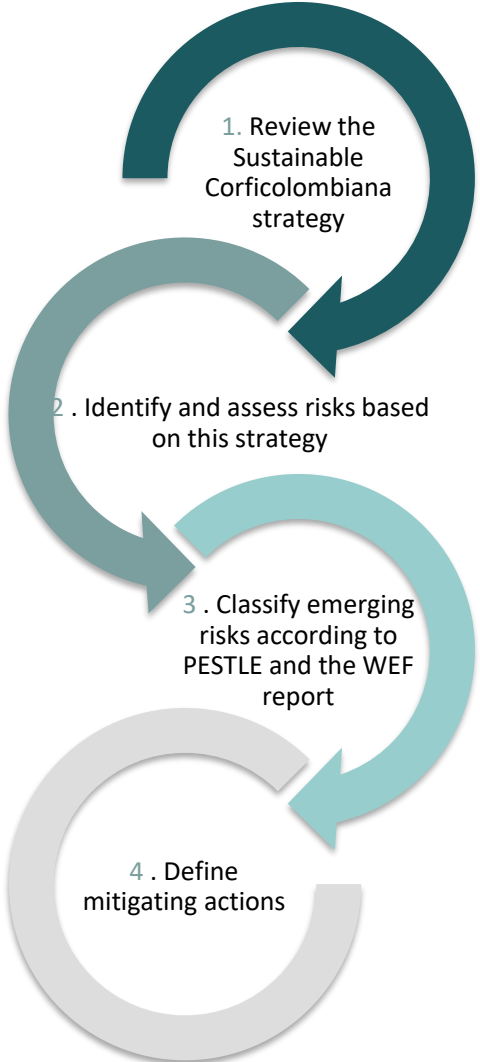 1. Review the
Sustainable
Corficolombiana
strategy
2 . Identify and assess risks based
on this strategy
3 . Classify emerging
risks according to
PESTLE and the WEF
report
4 . Define
mitigating actions